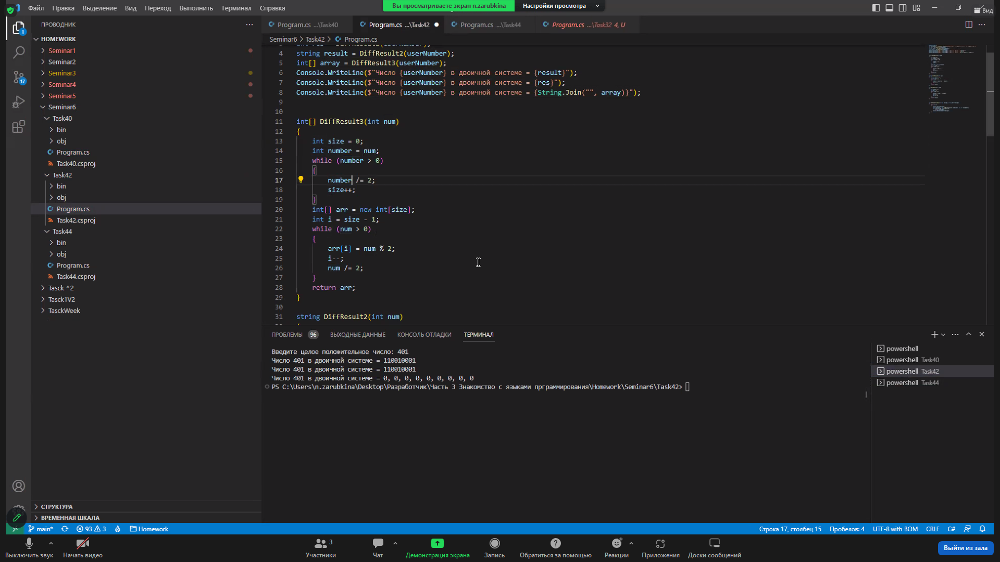 Файл Правка Выделение Вид Переход Выполнить Терминал Справка
Вы просматриваете экран n.zarubkina Настройки просмотра
Вид
ПРОВОДНИК
Program.cs ...\Task40 Program.cs ...\Task42 Program.cs ...\Task44 Program.cs ...\Task32 4, U
Seminar6 > Task42 > Program.cs
HOMEWORK
Seminar1
Seminar2
Seminar3
Seminar4
Seminar5
Seminar6
Task40
bin
obj
Program.cs
Task40.csproj
Task42
bin
obj
Program.cs
Task42.csproj
Task44
bin
obj
Program.cs
Task44.csproj
Tasck ^2
Tasck1V2
TasckWeek
СТРУКТУРА
ВРЕМЕННАЯ ШКАЛА
1
17
4 string result = DiffResult2(userNumber);
5 int[] array = DiffResult3(userNumber);
6 Console.WriteLine($"Число {userNumber} в двоичной системе = {result}");
7 Console.WriteLine($"Число {userNumber} в двоичной системе = {res}");
8 Console.WriteLine($"Число {userNumber} в двоичной системе = {String.Join("", array)}");
9
10
11 int[] DiffResult3(int num)
12 {
13 int size = 0;
14 int number = num;
15 while (number > 0)
16 {
17 number /= 2;
18 size++;
19 }
20 int[] arr = new int[size];
21 int i = size - 1;
22 while (num > 0)
23 {
24 arr[i] = num % 2;
25 i--;
26 num /= 2;
27 }
28 return arr;
29 }
30
31 string DiffResult2(int num)
ПРОБЛЕМЫ 96 ВЫХОДНЫЕ ДАННЫЕ КОНСОЛЬ ОТЛАДКИ ТЕРМИНАЛ
Введите целое положительное число: 401
Число 401 в двоичной системе = 110010001
Число 401 в двоичной системе = 110010001
Число 401 в двоичной системе = 0, 0, 0, 0, 0, 0, 0, 0, 0
PS C:\Users\n.zarubkina\Desktop\Разработчик\Часть 3 Знакомство с языками прграммирования\Homework\Seminar6\Task42>
powershell
powershell Task40
powershell Task42
powershell Task44
main* 93 3 Homework
Строка 17, столбец 15 Пробелов: 4 UTF-8 with BOM CRLF C#
Выключить звук Начать видео Участники 3 Чат Демонстрация экрана Запись Обратиться за помощью Реакции Приложения Доски сообщений Выйти из зала